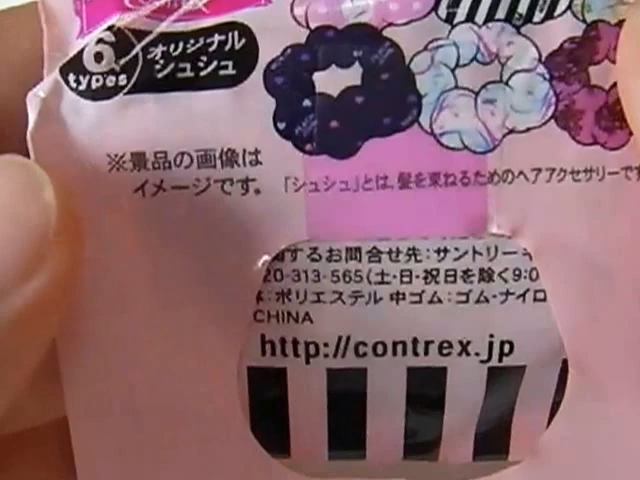 6
types
オリジナル
シュシュ
※景品の画像は
イメージです。
「シュシュ」とは、髪を束ねるためのヘアアクセサリーです
するお問合せ先:サントリー
20-313-565(土・日・祝日を除く9:0
:ポリエステル 中ゴム:ゴム・ナイロ
CHINA
http://contrex.jp